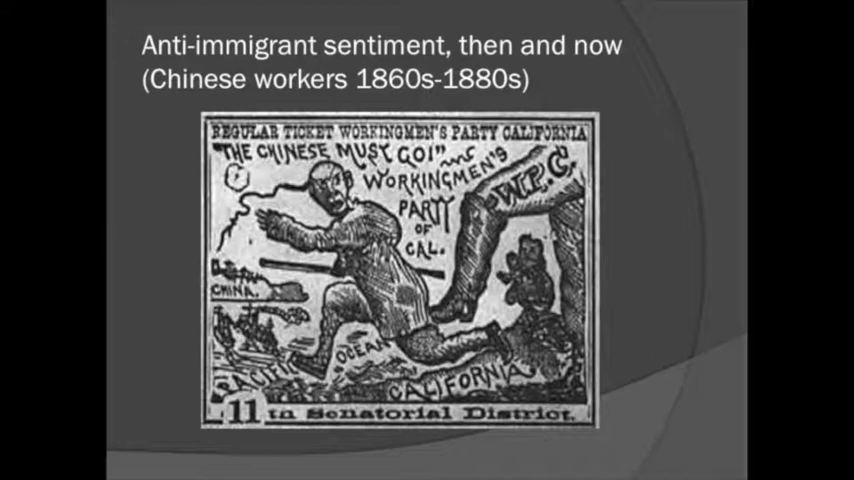 Anti-immigrant sentiment, then and now
(Chinese workers 1860s-1880s)
REGULAR TICKET WORKINGMEN'S PARTY CALIFORNIA
"THE CHINESE MUST GO!"
WORKINGMEN'S
PARTY
OF
CAL.
W.P.C.
CHINA.
PACIFIC
OCEAN
CALIFORNIA
11th Senatorial District.